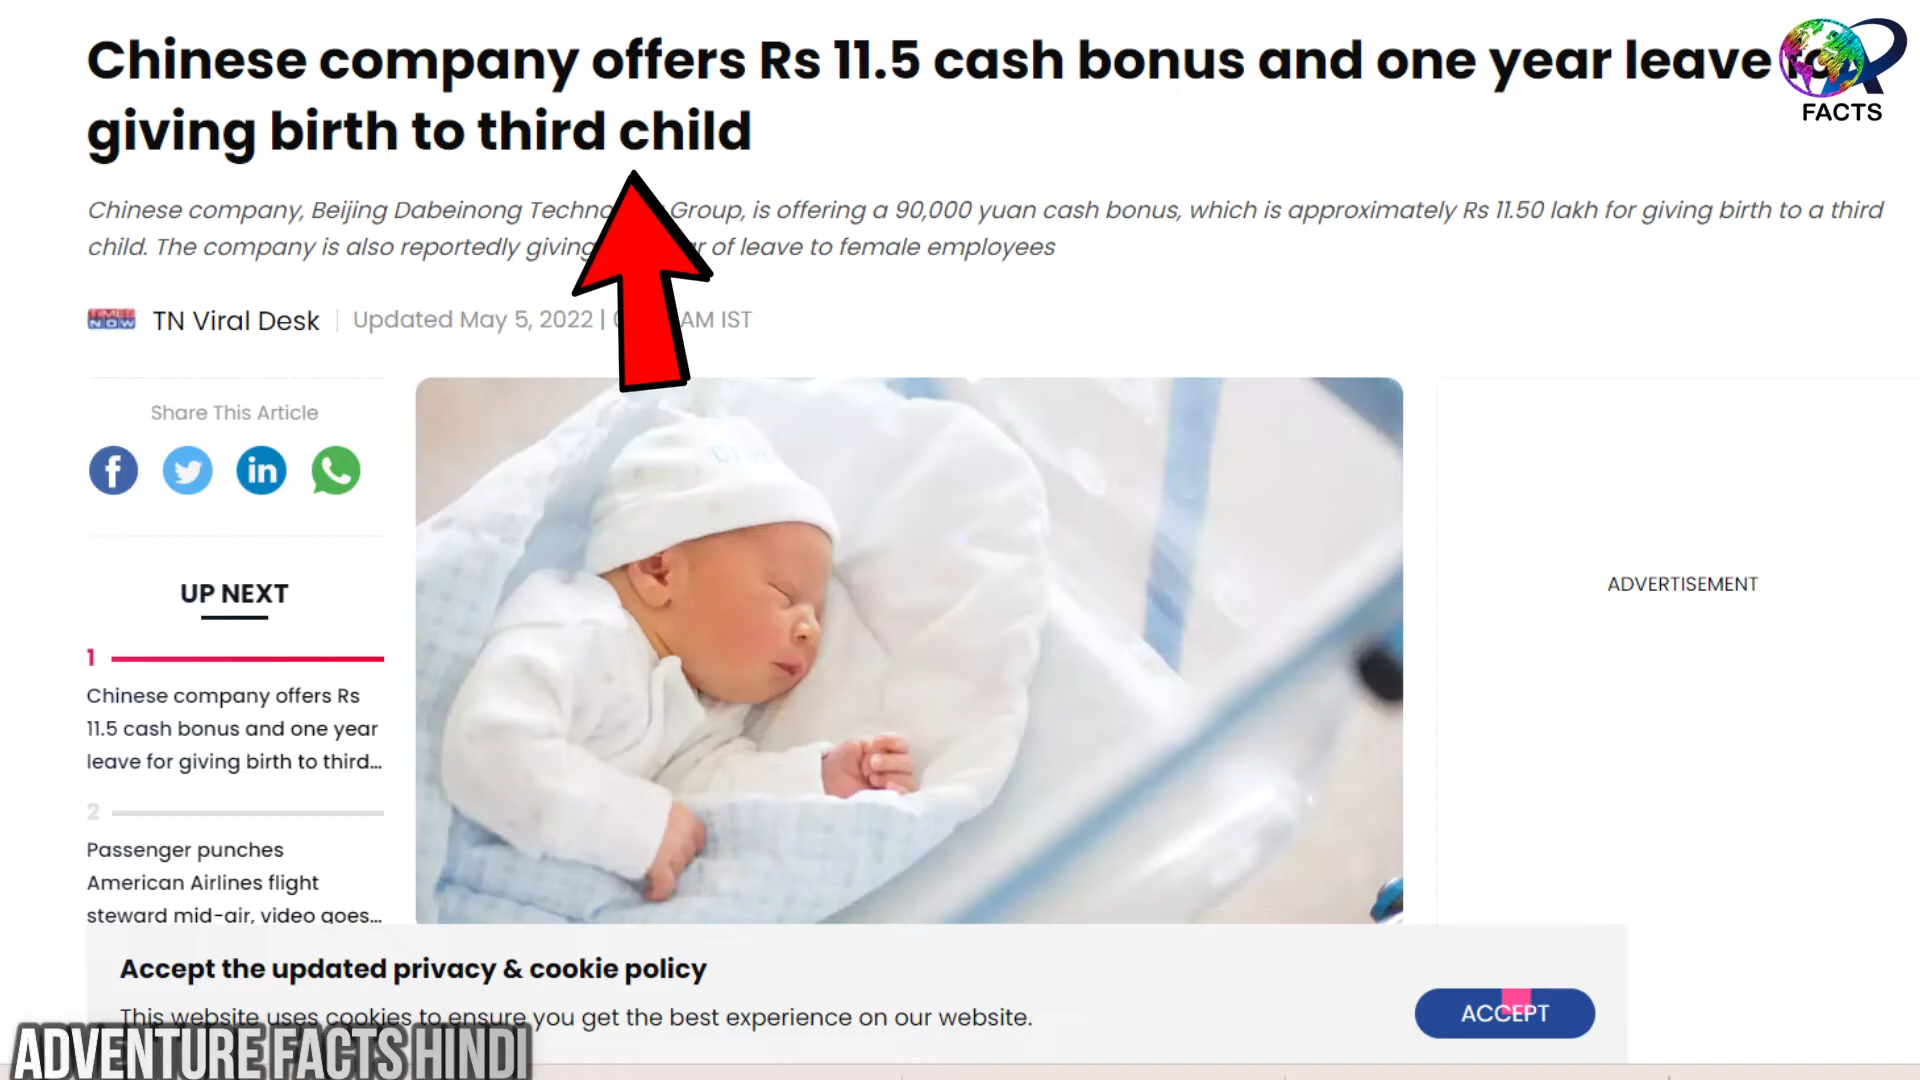 Chinese company offers Rs 11.5 cash bonus and one year leave
giving birth to third child
FACTS
Chinese company, Beijing Dabeinong Group, is offering a 90,000 yuan cash bonus, which is approximately Rs 11.50 lakh for giving birth to a third
child. The company is also reportedly giving of leave to female employees
TIMES
NOW
TN Viral Desk | Updated May 5, 2022 | AM IST
Share This Article
UP NEXT
1
Chinese company offers Rs
11.5 cash bonus and one year
leave for giving birth to third...
2
Passenger punches
American Airlines flight
steward mid-air, video goes...
ADVERTISEMENT
Accept the updated privacy & cookie policy
This website uses cookies to ensure you get the best experience on our website.
ACCEPT
ADVENTURE FACTS HINDI